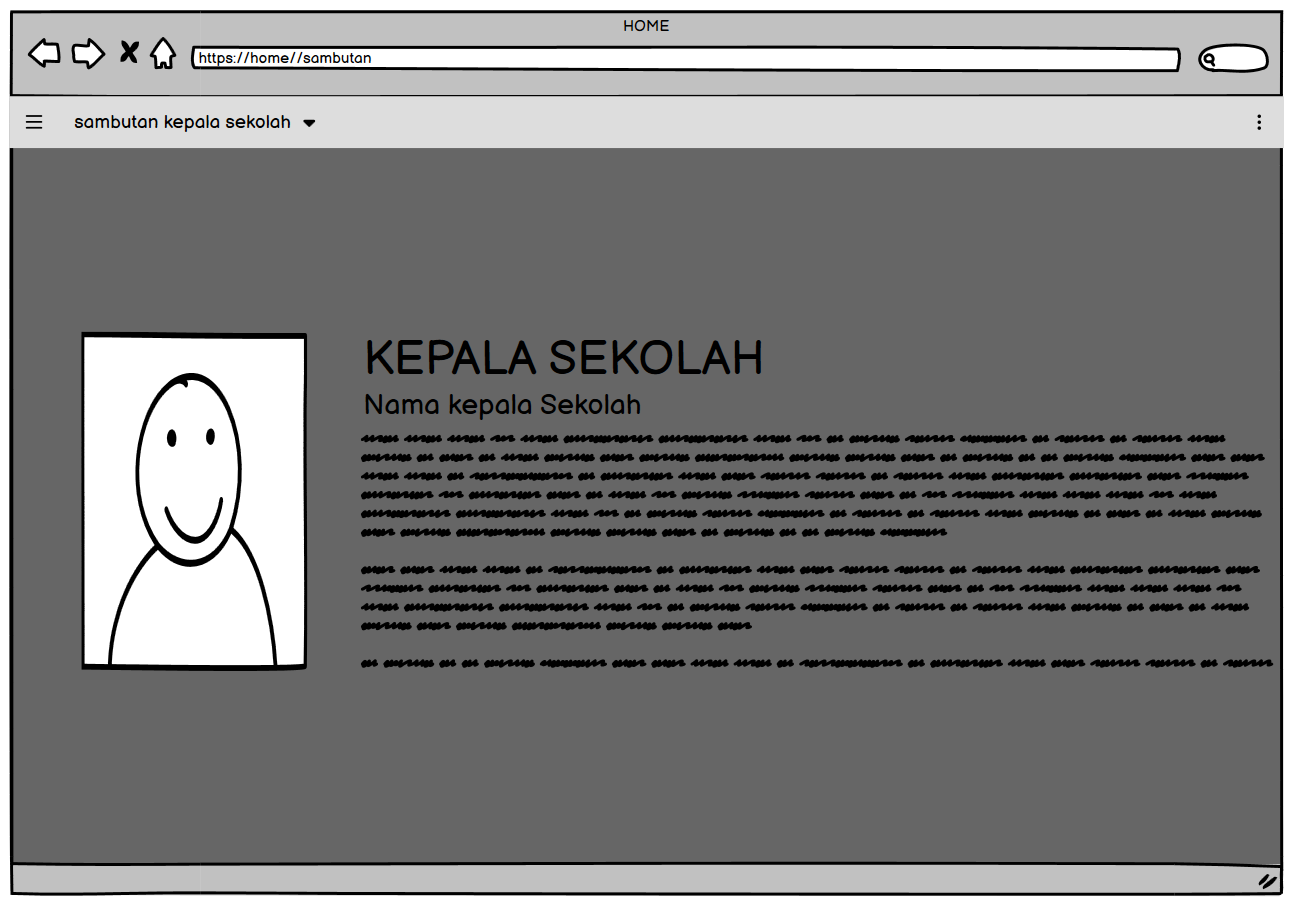 HOME
https://home//sambutan
sambutan kepala sekolah
KEPALA SEKOLAH
Nama kepala Sekolah